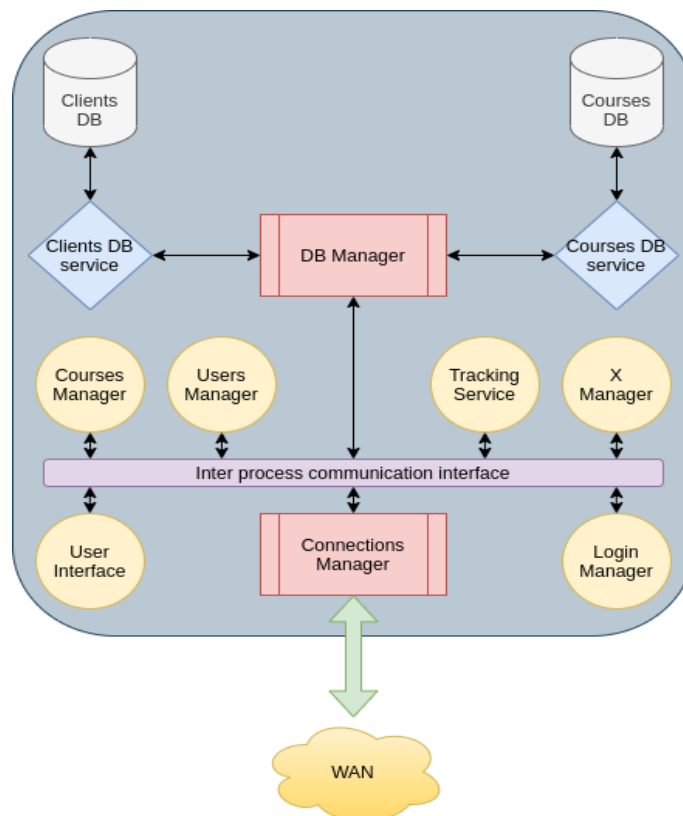 Clients
DB
Courses
DB
Clients DB
service
DB Manager
Courses DB
service
Courses
Manager
Users
Manager
Tracking
Service
X
Manager
Inter process communication interface
User
Interface
Connections
Manager
Login
Manager
WAN